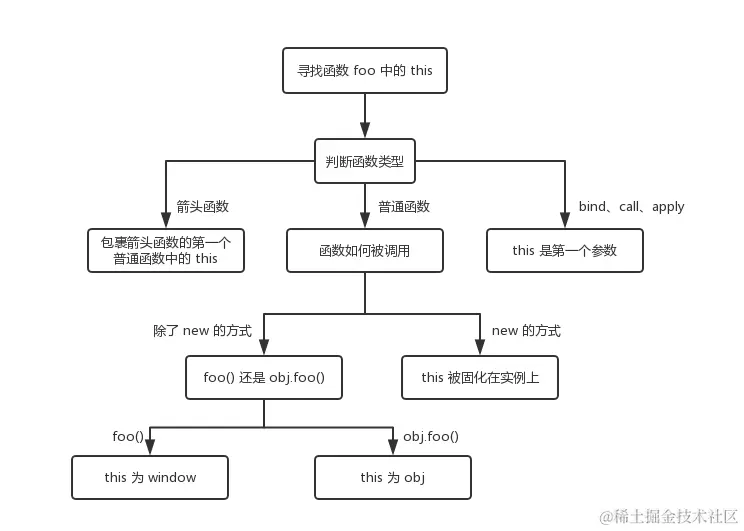 寻找函数 foo 中的 this
判断函数类型
箭头函数
普通函数
bind、call、apply
包裹箭头函数的第一个
普通函数中的 this
函数如何被调用
this 是第一个参数
除了 new 的方式
new 的方式
foo() 还是 obj.foo()
this 被固化在实例上
foo()
obj.foo()
this 为 window
this 为 obj
@稀土掘金技术社区